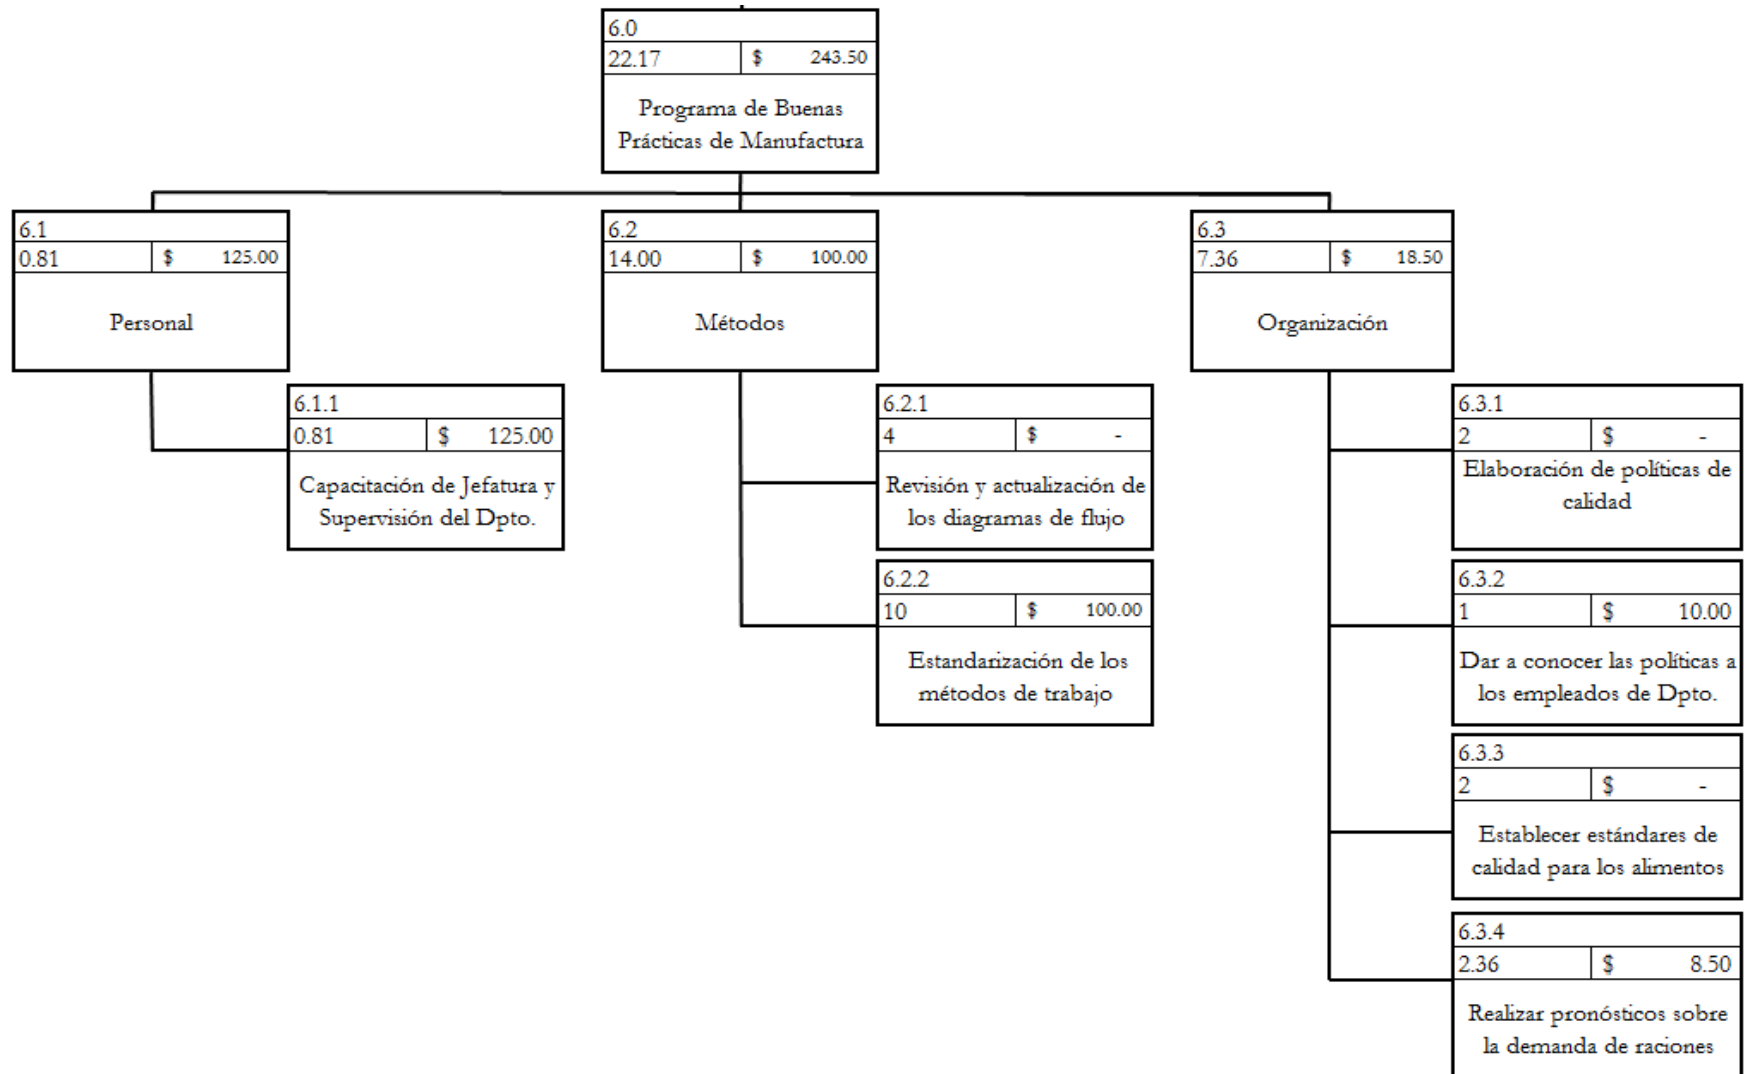 6.0
22.17 $ 243.50
Programa de Buenas
Prácticas de Manufactura
6.1
0.81 $ 125.00
Personal
6.2
14.00 $ 100.00
Métodos
6.3
7.36 $ 18.50
Organización
6.1.1
0.81 $ 125.00
Capacitación de Jefatura y
Supervisión del Dpto.
6.2.1
4 $ -
Revisión y actualización de
los diagramas de flujo
6.2.2
10 $ 100.00
Estandarización de los
métodos de trabajo
6.3.1
2 $ -
Elaboración de políticas de
calidad
6.3.2
1 $ 10.00
Dar a conocer las políticas a
los empleados de Dpto.
6.3.3
2 $ -
Establecer estándares de
calidad para los alimentos
6.3.4
2.36 $ 8.50
Realizar pronósticos sobre
la demanda de raciones